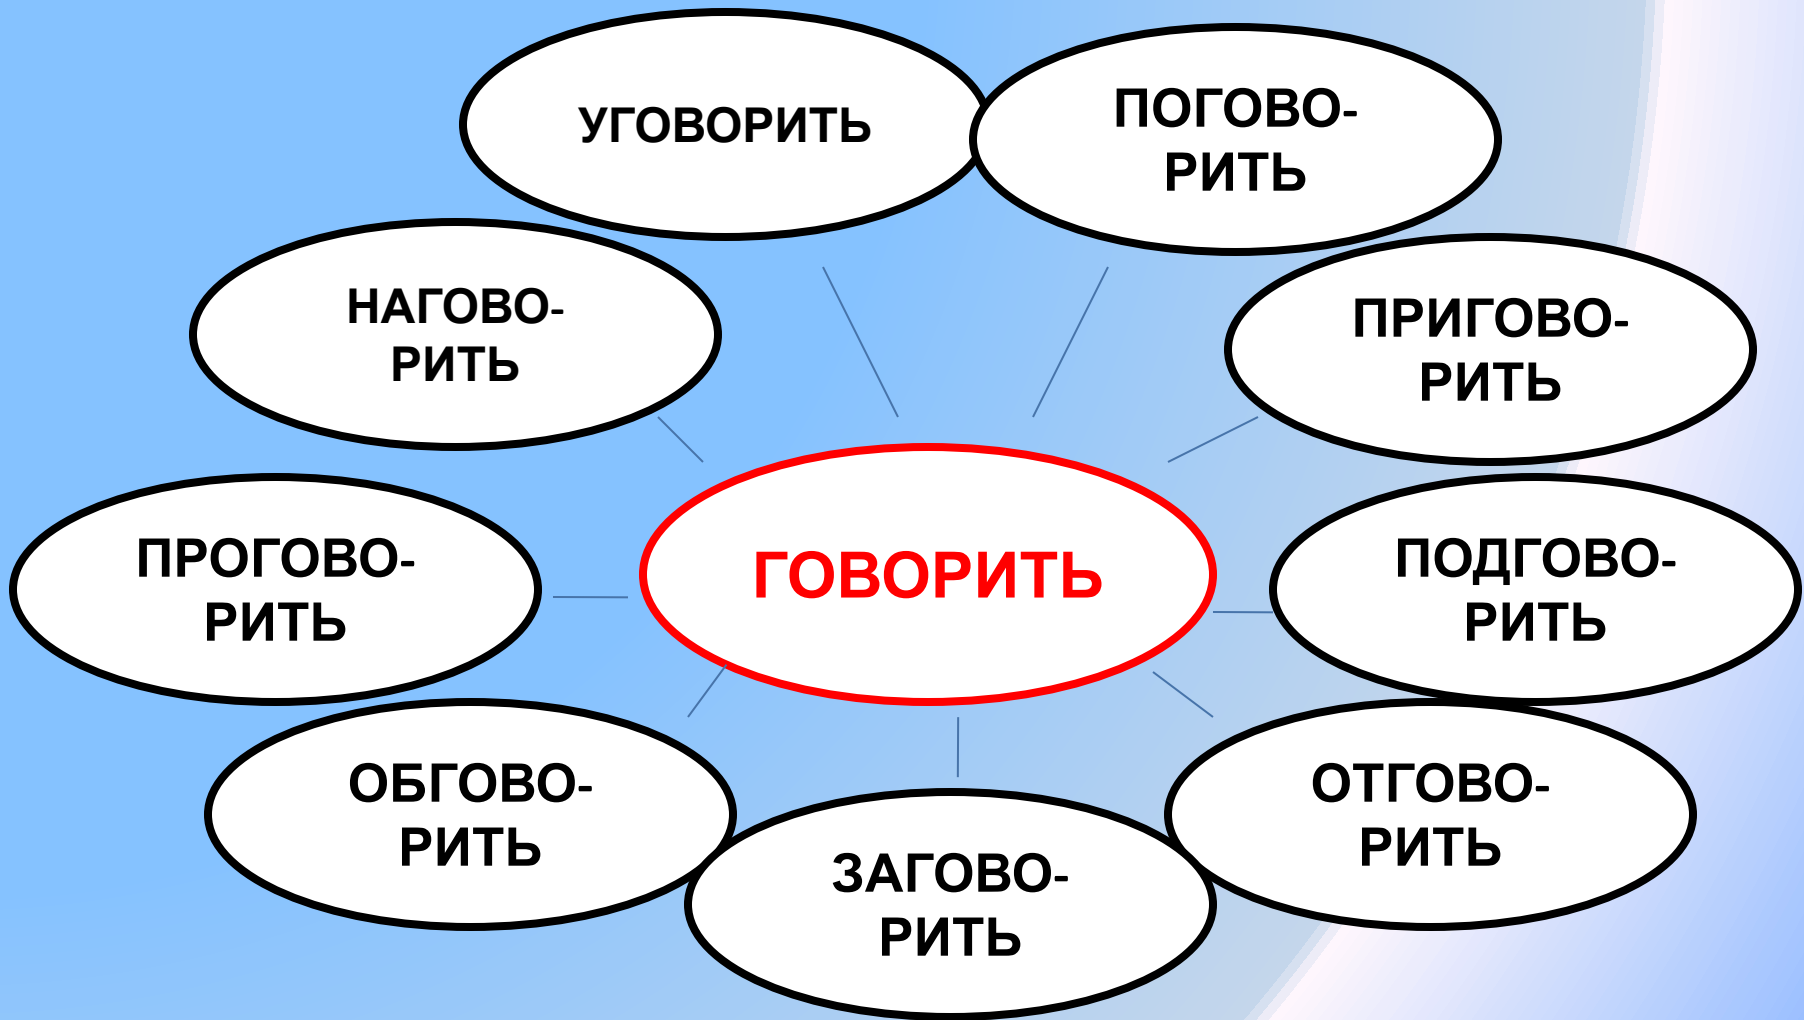 УГОВОРИТЬ
ПОГОВО-
РИТЬ
НАГОВО-
РИТЬ
ПРИГОВО-
РИТЬ
ПРОГОВО-
РИТЬ
ГОВОРИТЬ
ПОДГОВО-
РИТЬ
ОБГОВО-
РИТЬ
ЗАГОВО-
РИТЬ
ОТГОВО-
РИТЬ